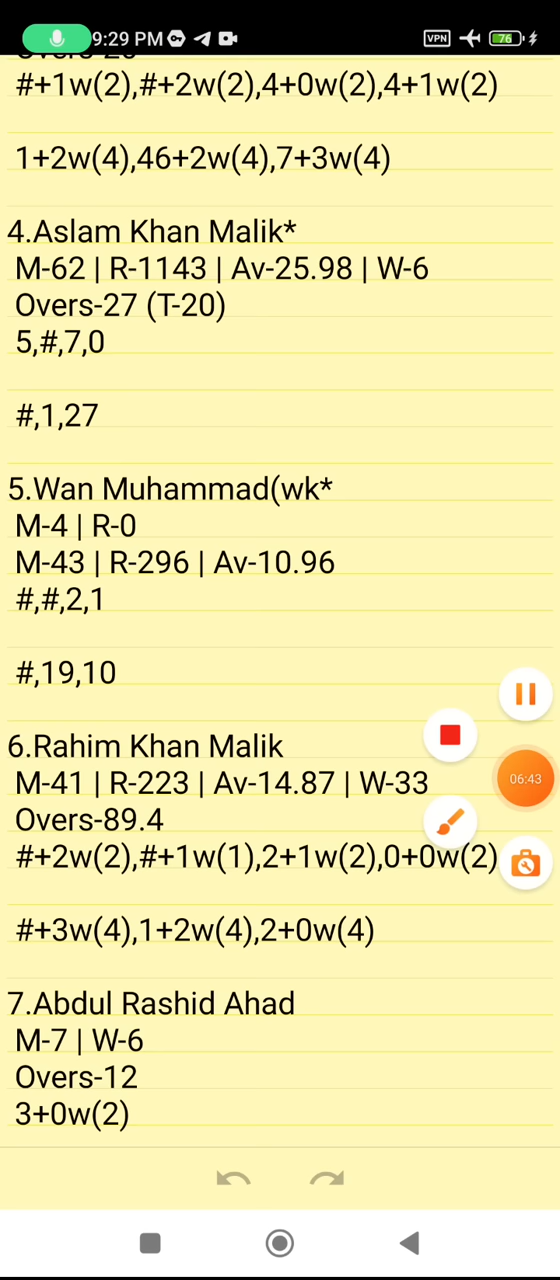 9:29 PM
VPN
76
#+1w(2),#+2w(2),4+0w(2),4+1w(2)
1+2w(4),46+2w(4),7+3w(4)
4.Aslam Khan Malik*
M-62 | R-1143 | Av-25.98 | W-6
Overs-27 (T-20)
5,#,7,0
#,1,27
5.Wan Muhammad(wk*
M-4 | R-0
M-43 | R-296 | Av-10.96
#,#,2,1
#,19,10
6.Rahim Khan Malik
M-41 | R-223 | Av-14.87 | W-33
06:43
Overs-89.4
#+2w(2),#+1w(1),2+1w(2),0+0w(2)
#+3w(4),1+2w(4),2+0w(4)
7.Abdul Rashid Ahad
M-7 | W-6
Overs-12
3+0w(2)